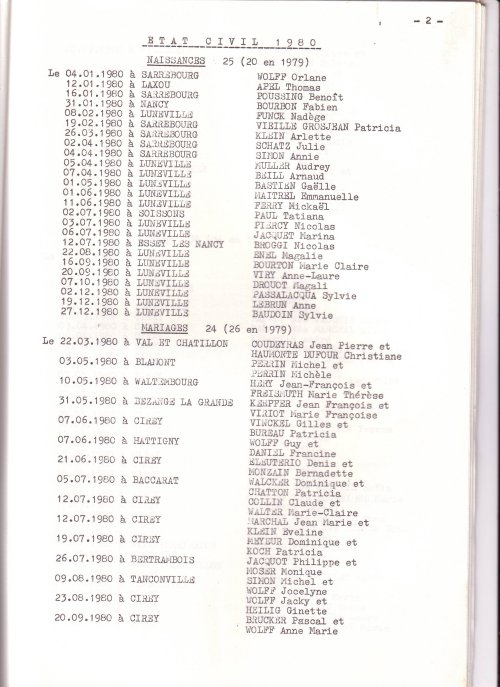 - 2 -
ETAT CIVIL 1980
NAISSANCES 25 (20 en 1979)
Le 04.01.1980 à SARREBOURG WOLFF Orlane
12.01.1980 à LAXOU APEL Thomas
16.01.1980 à SARREBOURG POUSSING Benoît
31.01.1980 à NANCY BOURBON Fabien
08.02.1980 à LUNEVILLE FUNCK Nadège
19.02.1980 à SARREBOURG VIEILLE GROSJEAN Patricia
26.03.1980 à SARREBOURG KLEIN Arlette
02.04.1980 à SARREBOURG SCHATZ Julie
04.04.1980 à SARREBOURG SIMON Annie
05.04.1980 à LUNEVILLE MULLER Audrey
07.04.1980 à LUNEVILLE BEILL Arnaud
01.05.1980 à LUNEVILLE BASTIEN Gaëlle
01.06.1980 à LUNEVILLE MAITREL Emmanuelle
11.06.1980 à LUNEVILLE FERRY Mickaël
02.07.1980 à SOISSONS PAUL Tatiana
03.07.1980 à LUNEVILLE PIERCY Nicolas
06.07.1980 à LUNEVILLE JACQUET Marina
12.07.1980 à ESSEY LES NANCY BROGGI Nicolas
22.08.1980 à LUNEVILLE ENEL Magalie
16.09.1980 à LUNEVILLE BOURTON Marie Claire
20.09.1980 à LUNEVILLE VIRY Anne-Laure
07.10.1980 à LUNEVILLE DROUOT Magali
02.12.1980 à LUNEVILLE PASSALACQUA Sylvie
19.12.1980 à LUNEVILLE LEBRUN Anne
27.12.1980 à LUNEVILLE BAUDOIN Sylvie
MARIAGES 24 (26 en 1979)
Le 22.03.1980 à VAL ET CHATILLON COUDEYRAS Jean Pierre et
HAUMONTE DUFOUR Christiane
03.05.1980 à BLAMONT PERRIN Michel et
PERRIN Michèle
10.05.1980 à WALTEMBOURG HERY Jean-François et
FREISMUTH Marie Thérèse
31.05.1980 à BEZANGE LA GRANDE KEMPFER Jean François et
VIRIOT Marie Françoise
07.06.1980 à CIREY VINCKEL Gilles et
BUREAU Patricia
07.06.1980 à HATTIGNY WOLFF Guy et
DANIEL Francine
21.06.1980 à CIREY ELEUTERIO Denis et
MONZAIN Bernadette
05.07.1980 à BACCARAT WALCKER Dominique et
CHATTON Patricia
12.07.1980 à CIREY COLLIN Claude et
WALTER Marie-Claire
12.07.1980 à CIREY MARCHAL Jean Marie et
KLEIN Eveline
19.07.1980 à CIREY MEYEUR Dominique et
KOCH Patricia
26.07.1980 à BERTRAMBOIS JACQUOT Philippe et
MOSER Monique
09.08.1980 à TANCONVILLE SIMON Michel et
WOLFF Jocelyne
23.08.1980 à CIREY WOLFF Jacky et
HEILIG Ginette
20.09.1980 à CIREY BRUCKER Pascal et
WOLFF Anne Marie